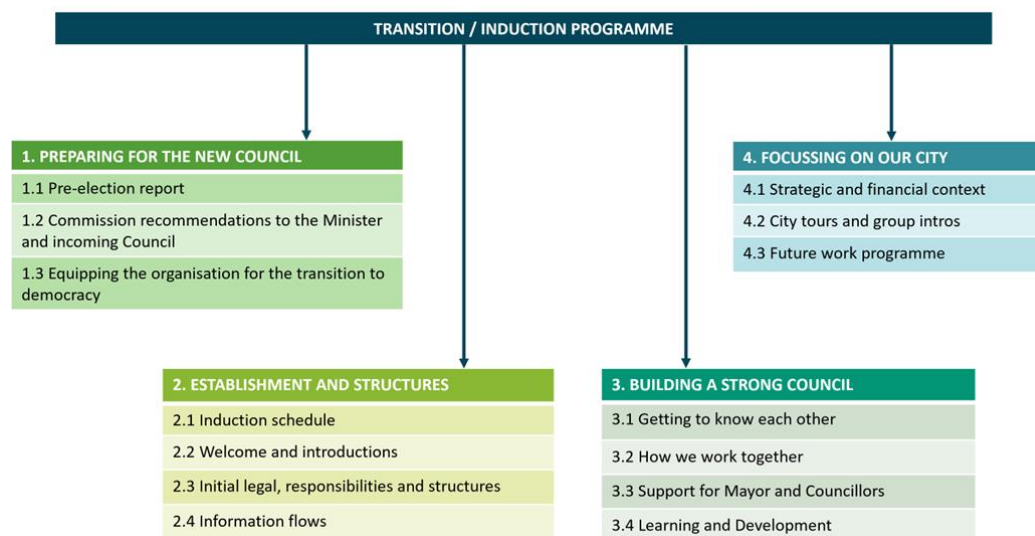 TRANSITION / INDUCTION PROGRAMME
1. PREPARING FOR THE NEW COUNCIL
1.1 Pre-election report
1.2 Commission recommendations to the Minister
and incoming Council
1.3 Equipping the organisation for the transition to
democracy
4. FOCUSSING ON OUR CITY
4.1 Strategic and financial context
4.2 City tours and group intros
4.3 Future work programme
2. ESTABLISHMENT AND STRUCTURES
2.1 Induction schedule
2.2 Welcome and introductions
2.3 Initial legal, responsibilities and structures
2.4 Information flows
3. BUILDING A STRONG COUNCIL
3.1 Getting to know each other
3.2 How we work together
3.3 Support for Mayor and Councillors
3.4 Learning and Development